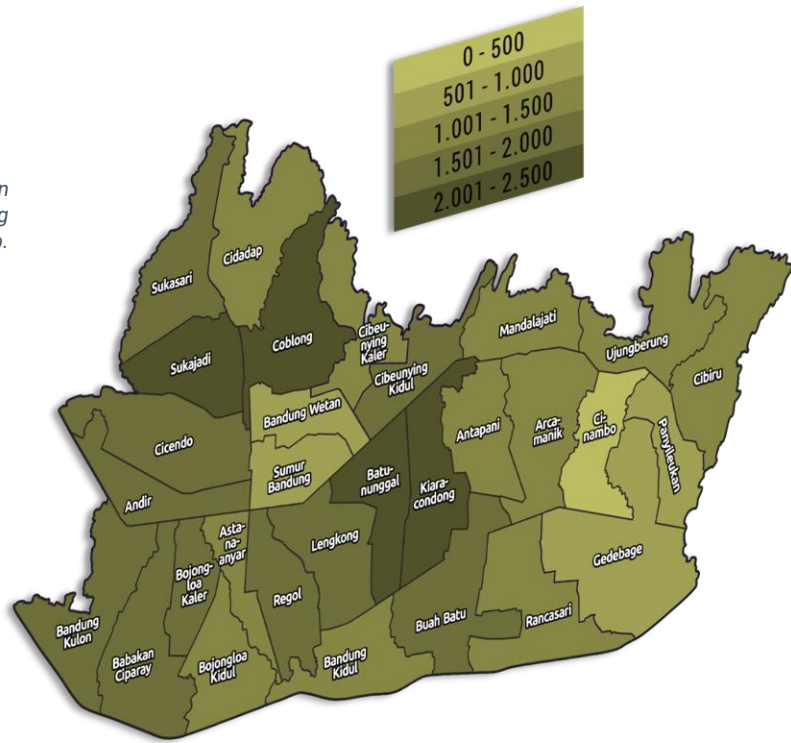 0 - 500
501 - 1.000
1.001 - 1.500
1.501 - 2.000
2.001 - 2.500
n
g
Cidadap
Sukasari
Coblong
Sukajadi
Cibeu-
nying
Kaler
Cibeunying
Kidul
Mandalajati
Ujungberung
Cibiru
Bandung Wetan
Cicendo
Sumur
Bandung
Antapani
Arca-
manik
Ci-
nambo
Panyileukan
Batu-
nunggal
Kiara-
condong
Andir
Asta-
na-
anyar
Lengkong
Gedebage
Bojong-
loa
Kaler
Regol
Buah Batu
Rancasari
Bandung
Kulon
Babakan
Ciparay
Bojongloa
Kidul
Bandung
Kidul